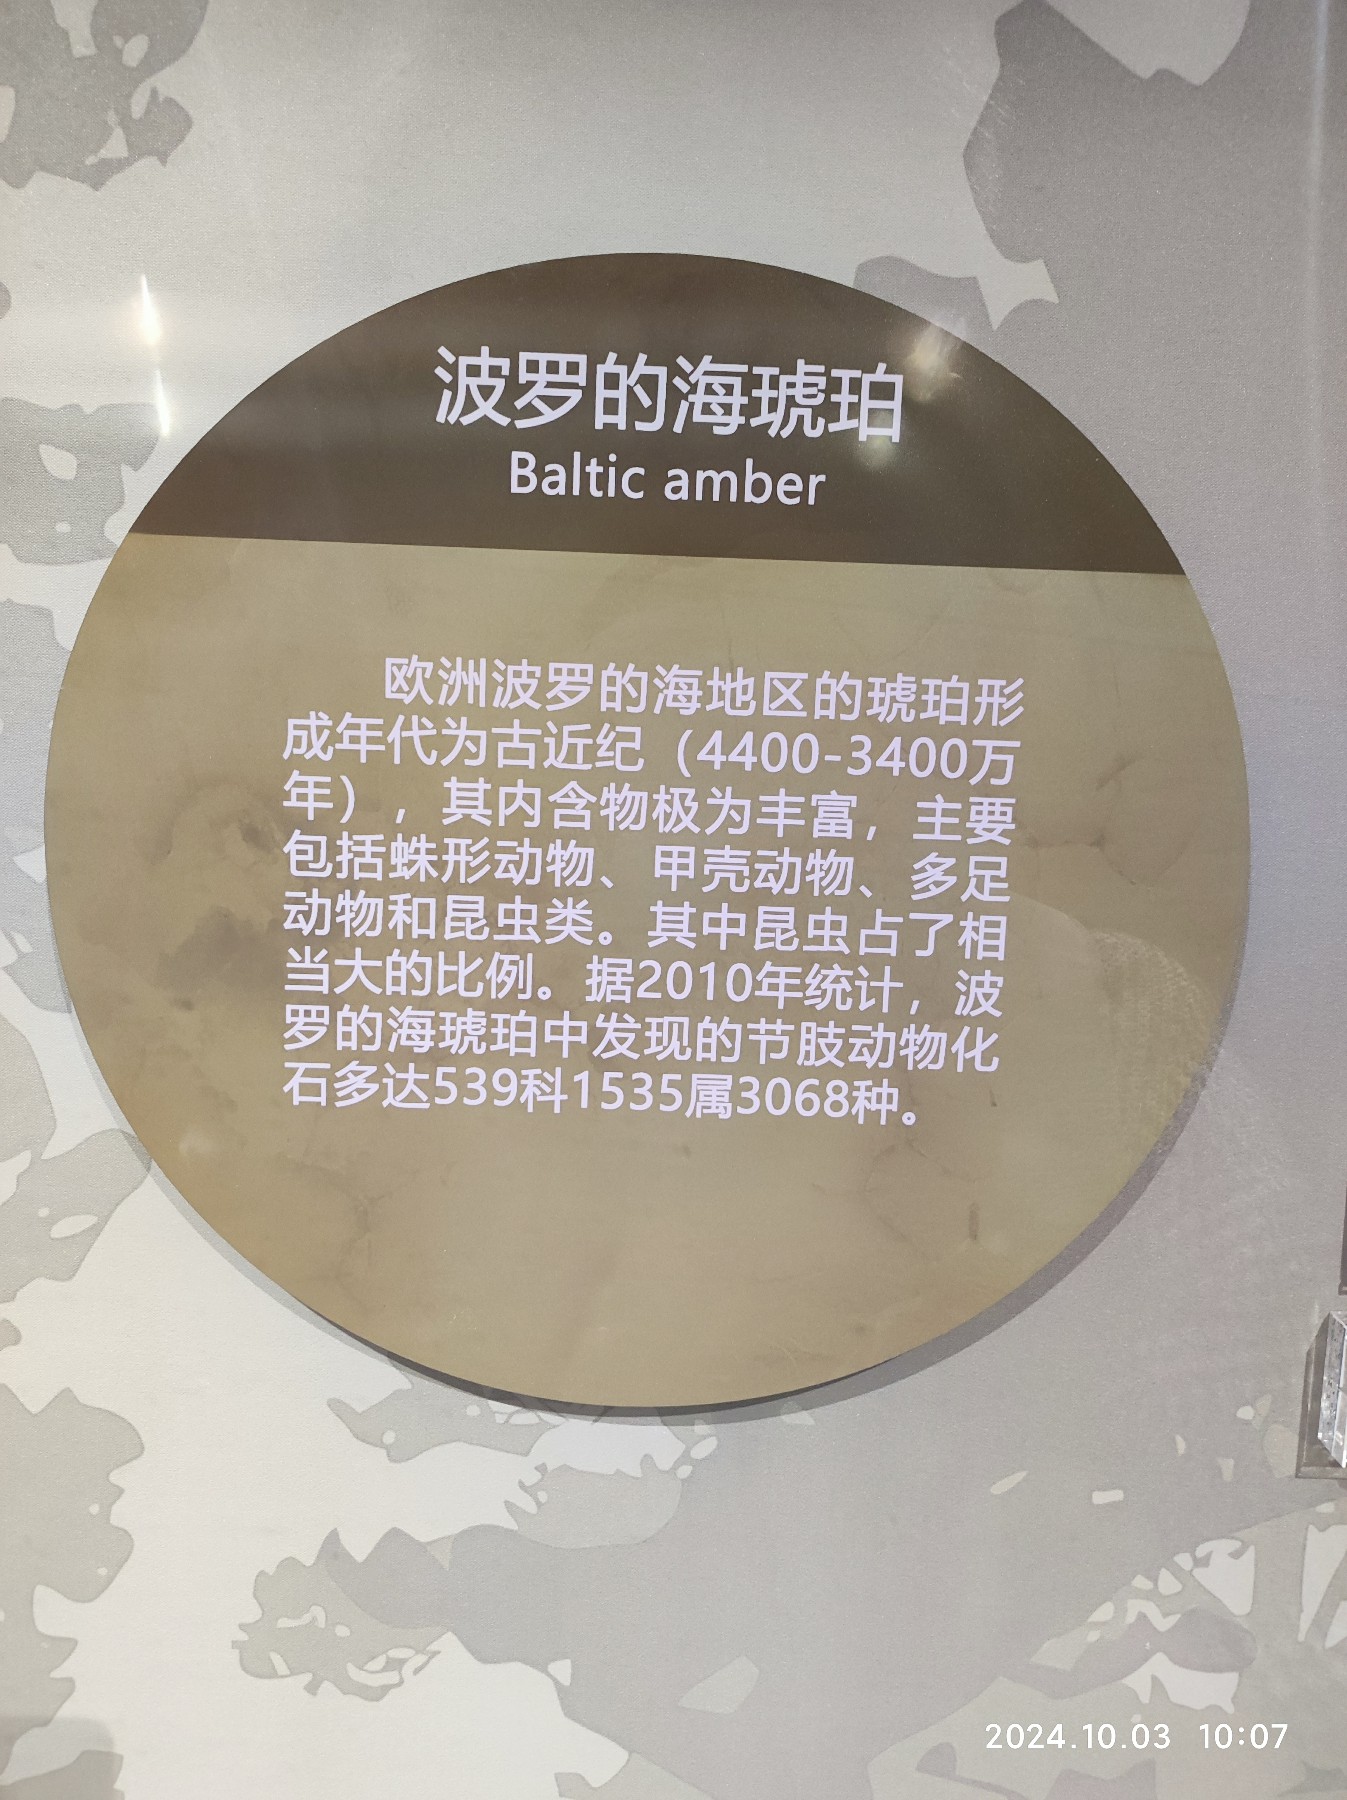 波罗的海琥珀
Baltic amber
欧洲波罗的海地区的琥珀形
成年代为古近纪（4400-3400万
年），其内含物极为丰富，主要
包括蛛形动物、甲壳动物、多足
动物和昆虫类。其中昆虫占了相
当大的比例。据2010年统计，波
罗的海琥珀中发现的节肢动物化
石多达539科1535属3068种。
2024.10.03 10:07